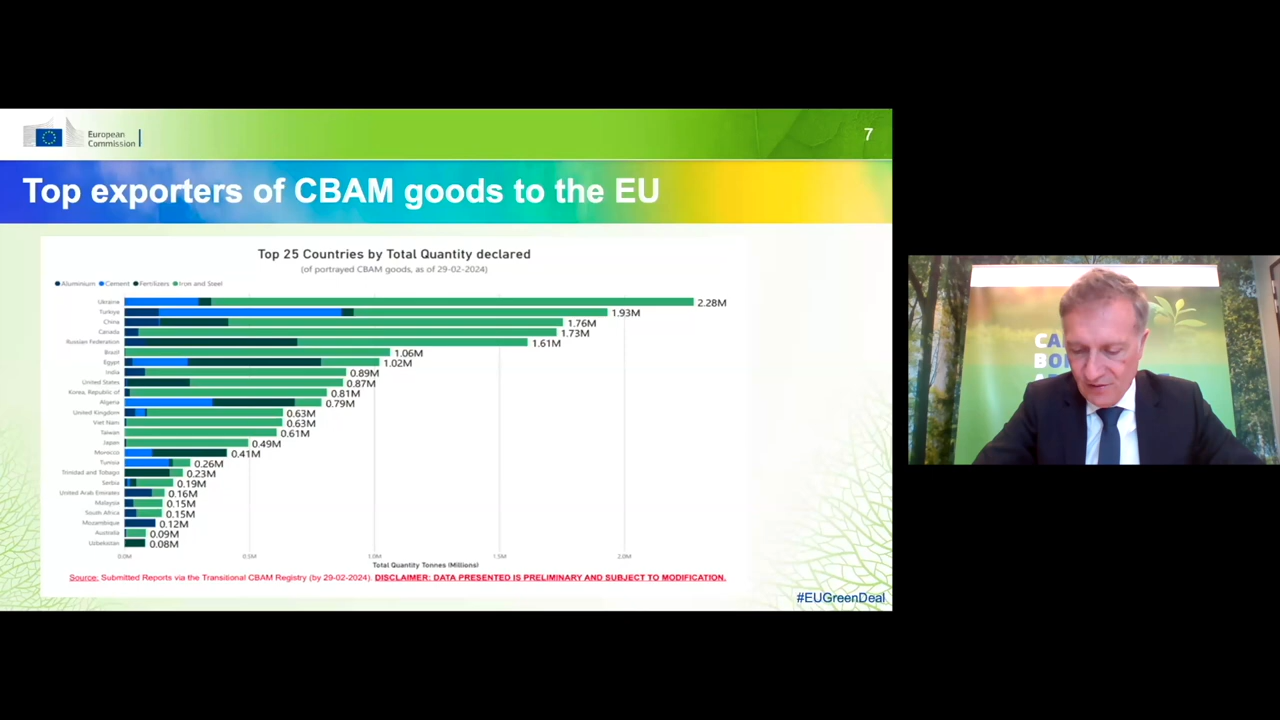 European
Commission
7
Top exporters of CBAM goods to the EU
Top 25 Countries by Total Quantity declared
(of portrayed CBAM goods, as of 29-02-2024)
Aluminium Cement Fertilizers Iron and Steel
Ukraine 2.28M
Türkiye 1.93M
China 1.76M
Canada 1.73M
Russian Federation 1.61M
Brazil 1.06M
Egypt 1.02M
India 0.89M
United States 0.87M
Korea, Republic of 0.81M
Algeria 0.79M
United Kingdom 0.63M
Viet Nam 0.63M
Taiwan 0.61M
Japan 0.49M
Morocco 0.41M
Tunisia 0.26M
Trinidad and Tobago 0.23M
Serbia 0.19M
United Arab Emirates 0.16M
Malaysia 0.15M
South Africa 0.15M
Mozambique 0.12M
Australia 0.09M
Uzbekistan 0.08M
0.0M 0.5M 1.0M 1.5M 2.0M
Total Quantity Tonnes (Millions)
Source: Submitted Reports via the Transitional CBAM Registry (by 29-02-2024). DISCLAIMER: DATA PRESENTED IS PRELIMINARY AND SUBJECT TO MODIFICATION.
#EUGreenDeal